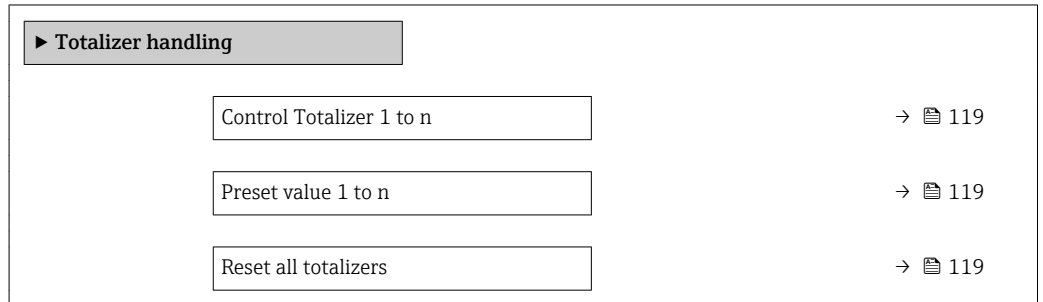 ► Totalizer handling
Control Totalizer 1 to n → 119
Preset value 1 to n → 119
Reset all totalizers → 119